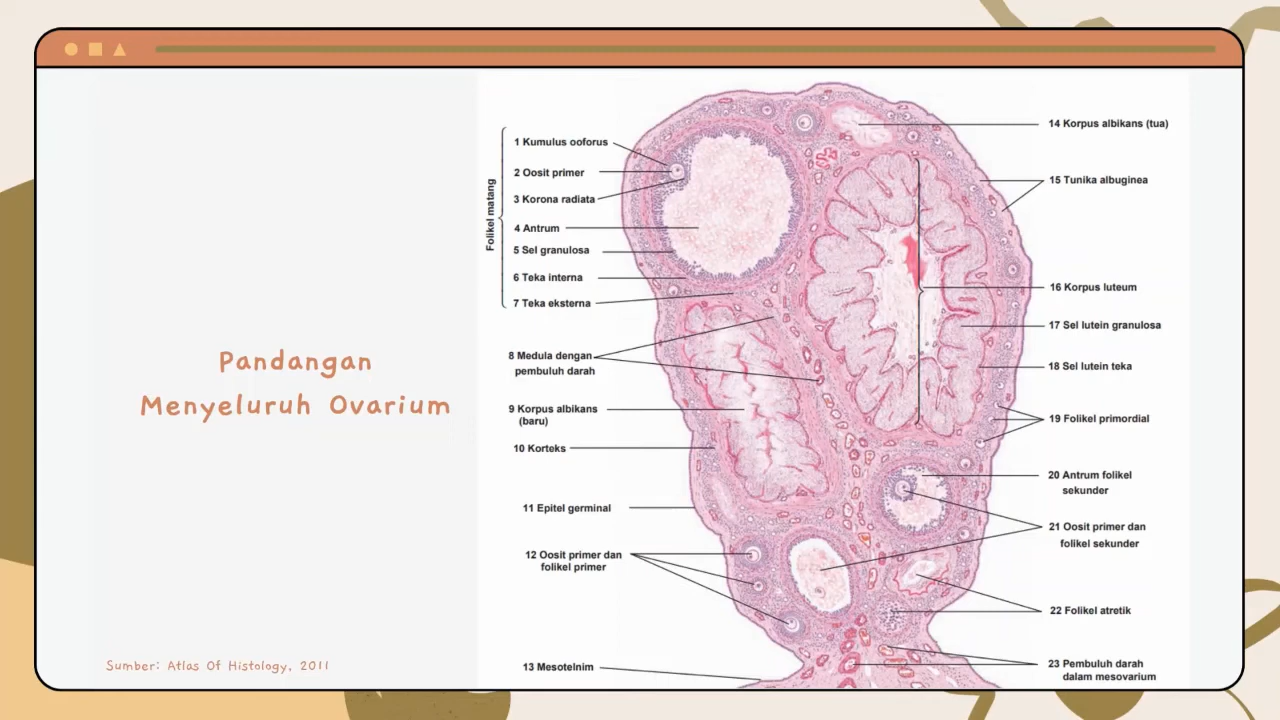 Pandangan
Menyeluruh Ovarium
Sumber: Atlas Of Histology, 2011
Folikel matang
1 Kumulus ooforus
2 Oosit primer
3 Korona radiata
4 Antrum
5 Sel granulosa
6 Teka interna
7 Teka eksterna
8 Medula dengan
pembuluh darah
9 Korpus albikans
(baru)
10 Korteks
11 Epitel germinal
12 Oosit primer dan
folikel primer
13 Mesotelnim
14 Korpus albikans (tua)
15 Tunika albuginea
16 Korpus luteum
17 Sel lutein granulosa
18 Sel lutein teka
19 Folikel primordial
20 Antrum folikel
sekunder
21 Oosit primer dan
folikel sekunder
22 Folikel atretik
23 Pembuluh darah
dalam mesovarium